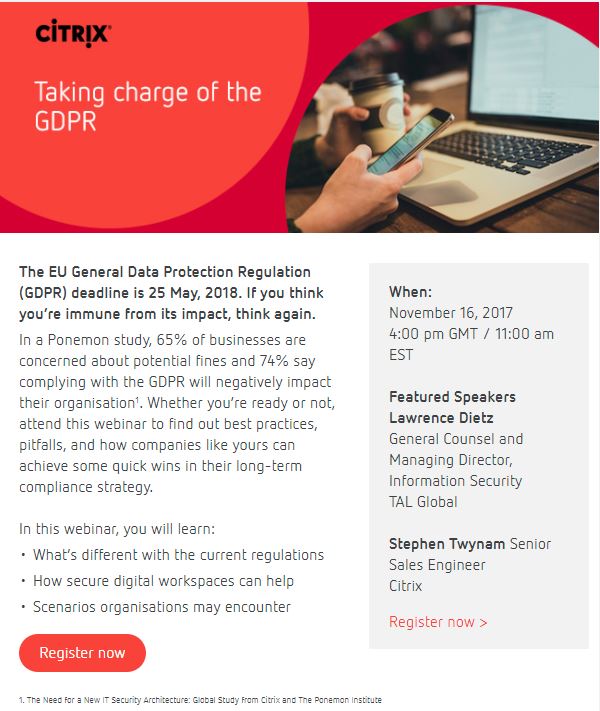 CİTRIX®
Taking charge of the
GDPR
The EU General Data Protection Regulation
(GDPR) deadline is 25 May, 2018. If you think
you're immune from its impact, think again.
In a Ponemon study, 65% of businesses are
concerned about potential fines and 74% say
complying with the GDPR will negatively impact
their organisation¹. Whether you're ready or not,
attend this webinar to find out best practices,
pitfalls, and how companies like yours can
achieve some quick wins in their long-term
compliance strategy.
In this webinar, you will learn:
• What's different with the current regulations
• How secure digital workspaces can help
• Scenarios organisations may encounter
Register now
When:
November 16, 2017
4:00 pm GMT / 11:00 am
EST
Featured Speakers
Lawrence Dietz
General Counsel and
Managing Director,
Information Security
TAL Global
Stephen Twynam Senior
Sales Engineer
Citrix
Register now >
1. The Need for a New IT Security Architecture: Global Study from Citrix and The Ponemon Institute